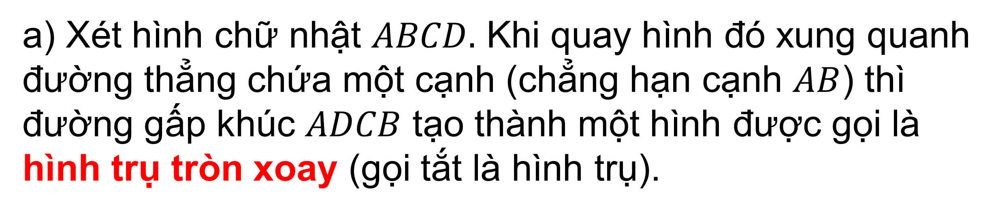 a) Xét hình chữ nhật ABCD. Khi quay hình đó xung quanh
đường thẳng chứa một cạnh (chẳng hạn cạnh AB) thì
đường gấp khúc ADCB tạo thành một hình được gọi là
hình trụ tròn xoay (gọi tắt là hình trụ).